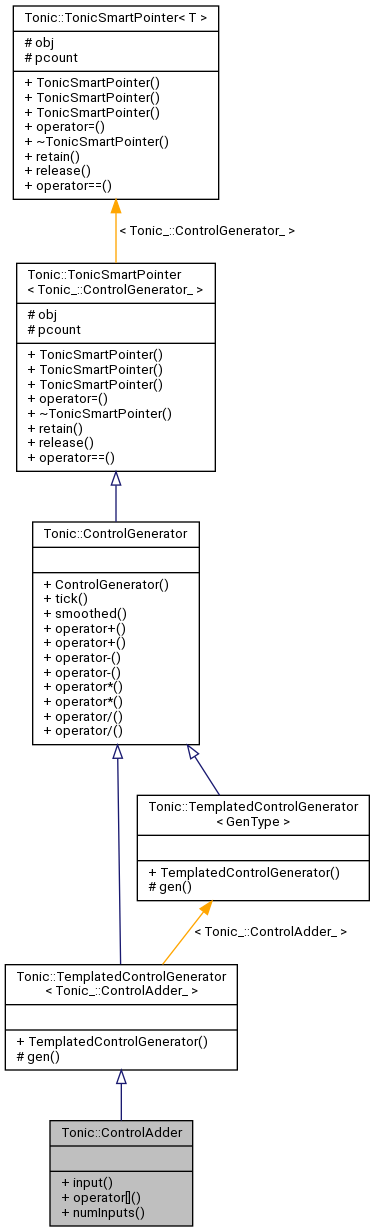 Tonic::TonicSmartPointer< T >
# obj
# pcount
+ TonicSmartPointer()
+ TonicSmartPointer()
+ TonicSmartPointer()
+ operator=()
+ ~TonicSmartPointer()
+ retain()
+ release()
+ operator==()
< Tonic_::ControlGenerator_ >
Tonic::TonicSmartPointer
< Tonic_::ControlGenerator_ >
# obj
# pcount
+ TonicSmartPointer()
+ TonicSmartPointer()
+ TonicSmartPointer()
+ operator=()
+ ~TonicSmartPointer()
+ retain()
+ release()
+ operator==()
Tonic::ControlGenerator
+ ControlGenerator()
+ tick()
+ smoothed()
+ operator+()
+ operator+()
+ operator-()
+ operator-()
+ operator*()
+ operator*()
+ operator/()
+ operator/()
Tonic::TemplatedControlGenerator
< GenType >
+ TemplatedControlGenerator()
# gen()
< Tonic_::ControlAdder_ >
Tonic::TemplatedControlGenerator
< Tonic_::ControlAdder_ >
+ TemplatedControlGenerator()
# gen()
Tonic::ControlAdder
+ input()
+ operator[]()
+ numInputs()